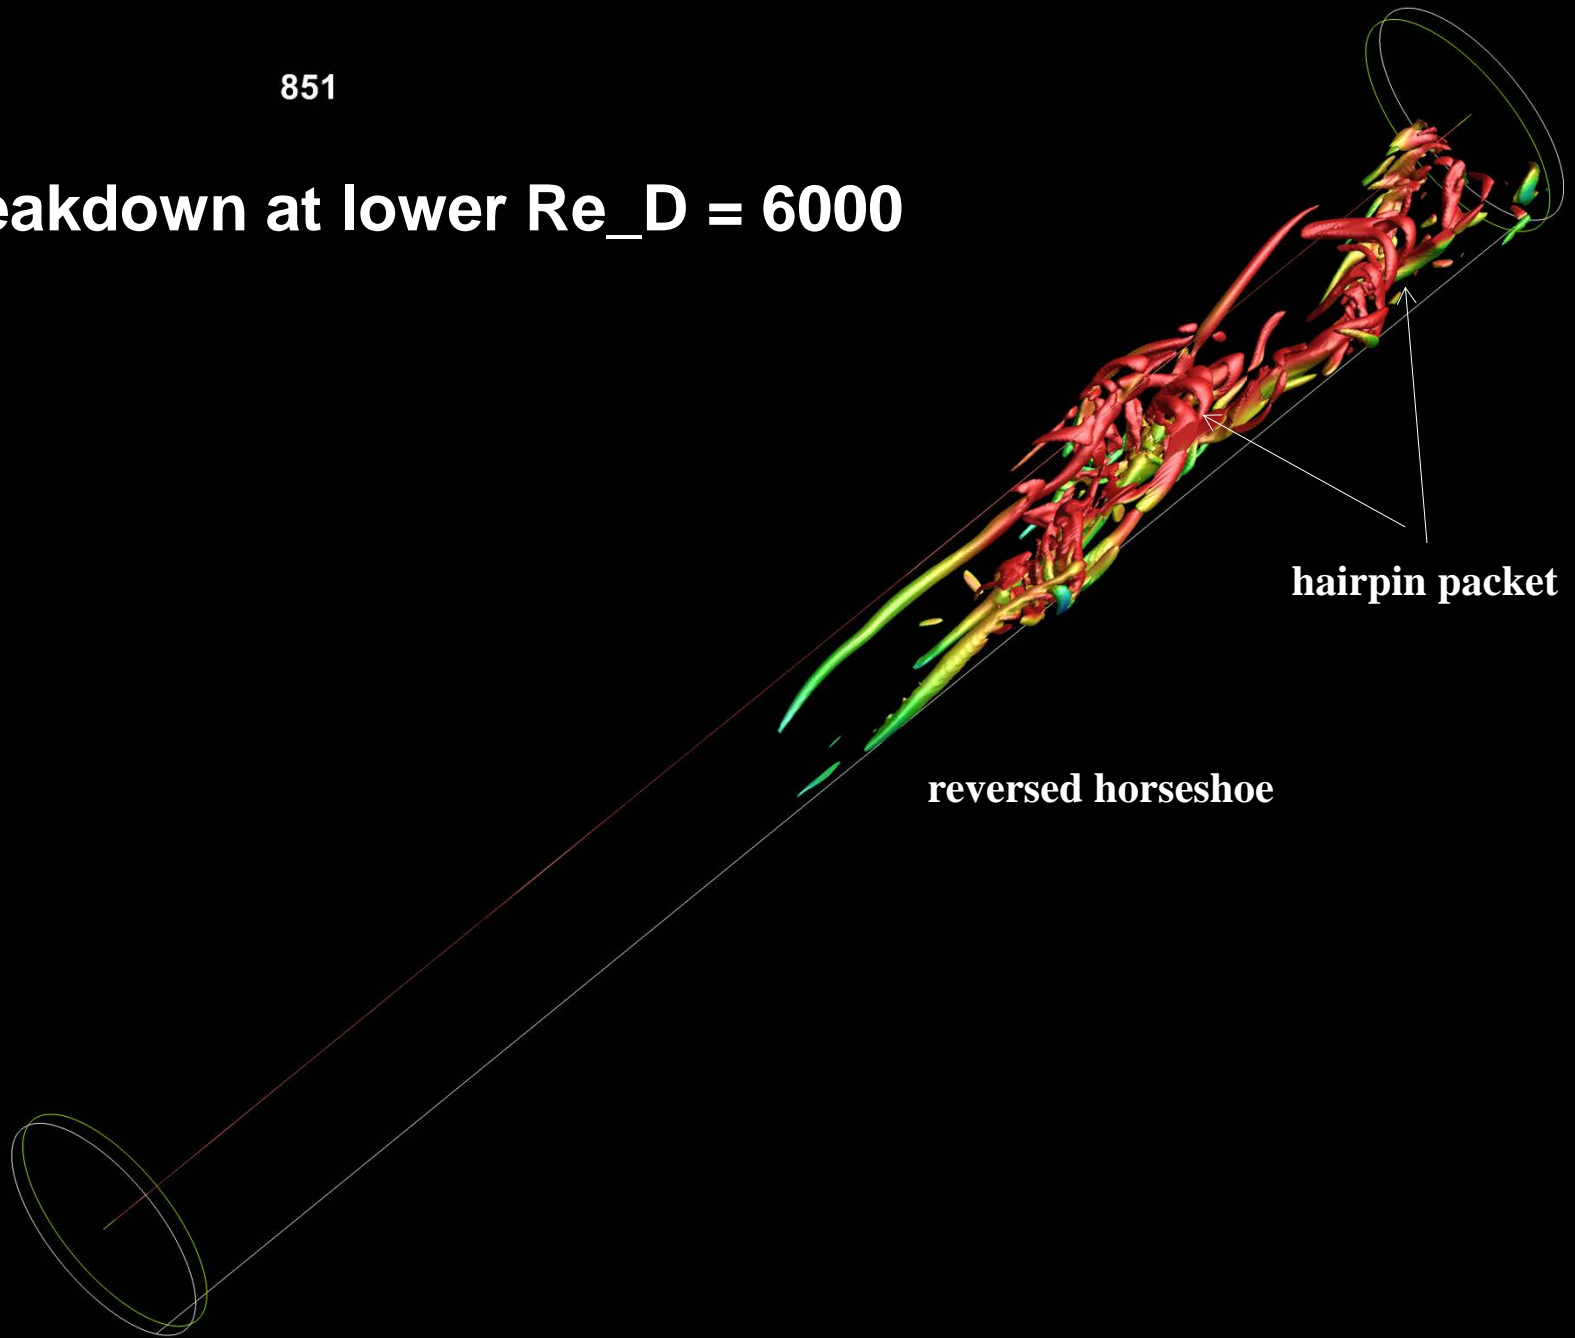 851
eakdown at lower Re_D = 6000
hairpin packet
reversed horseshoe